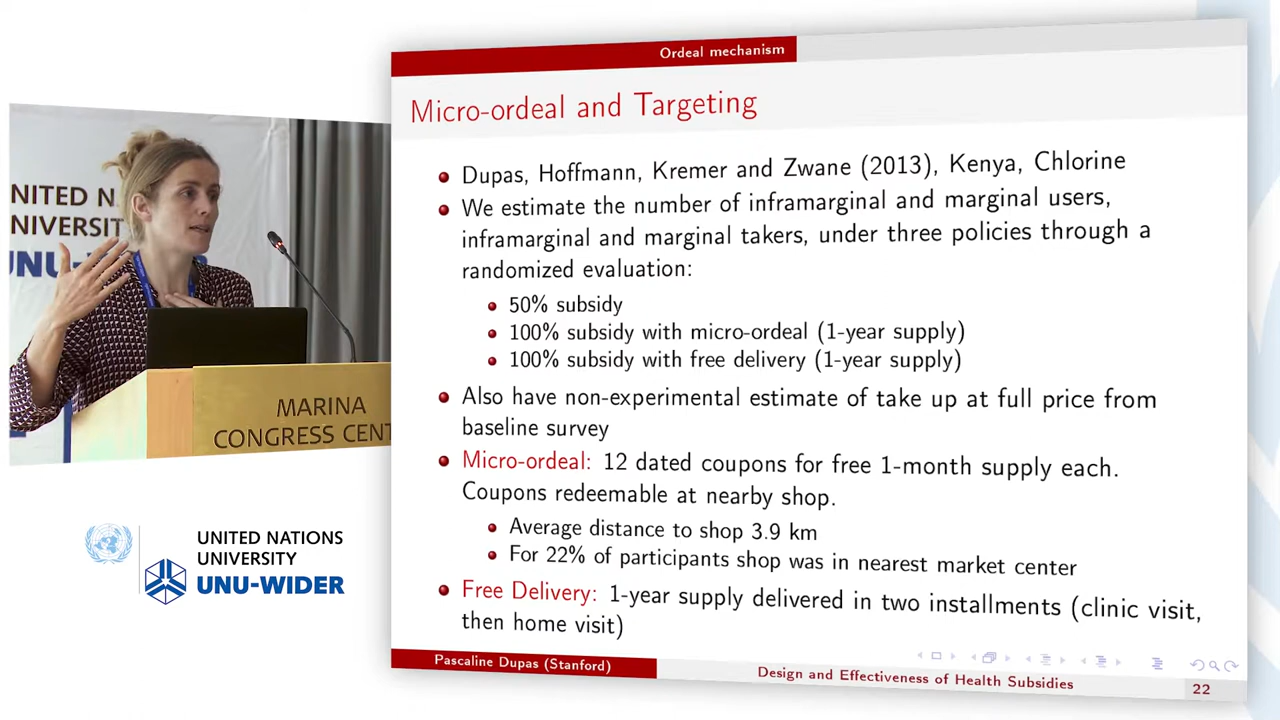 NITED N
NIVERSIT
UNU-WIDER
MARINA
CONGRESS CENT
UNITED NATIONS
UNIVERSITY
UNU-WIDER
Ordeal mechanism
Micro-ordeal and Targeting
Dupas, Hoffmann, Kremer and Zwane (2013), Kenya, Chlorine
We estimate the number of inframarginal and marginal users,
inframarginal and marginal takers, under three policies through a
randomized evaluation:
50% subsidy
100% subsidy with micro-ordeal (1-year supply)
100% subsidy with free delivery (1-year supply)
Also have non-experimental estimate of take up at full price from
baseline survey
Micro-ordeal: 12 dated coupons for free 1-month supply each.
Coupons redeemable at nearby shop.
Average distance to shop 3.9 km
For 22% of participants shop was in nearest market center
Free Delivery: 1-year supply delivered in two installments (clinic visit,
then home visit)
Pascaline Dupas (Stanford)
Design and Effectiveness of Health Subsidies
22